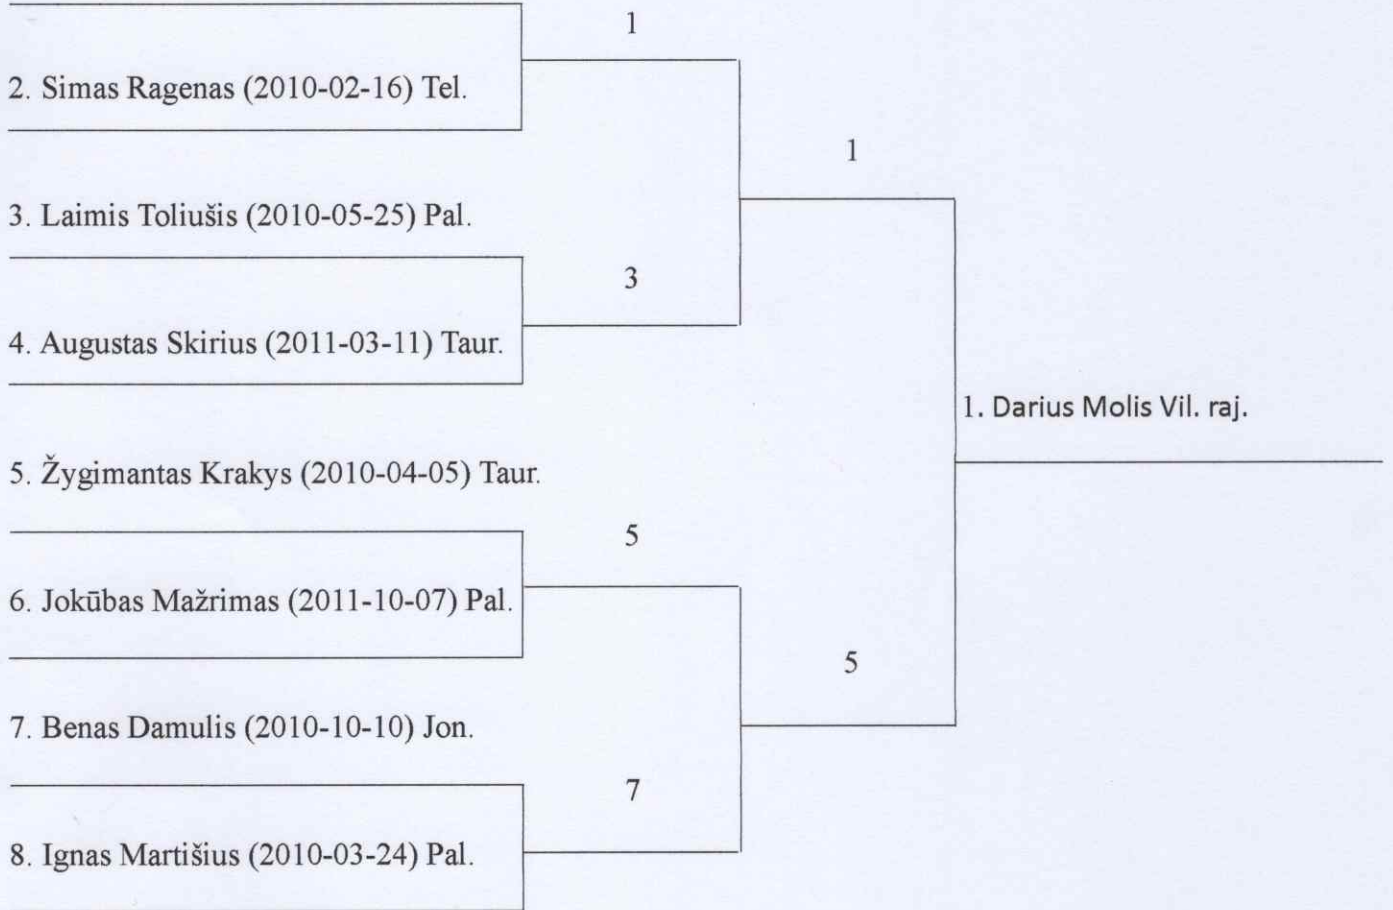 1
2. Simas Ragenas (2010-02-16) Tel.
1
3. Laimis Toliušis (2010-05-25) Pal.
3
4. Augustas Skirius (2011-03-11) Taur.
1. Darius Molis Vil. raj.
5. Žygimantas Krakys (2010-04-05) Taur.
5
6. Jokūbas Mažrimas (2011-10-07) Pal.
5
7. Benas Damulis (2010-10-10) Jon.
7
8. Ignas Martišius (2010-03-24) Pal.